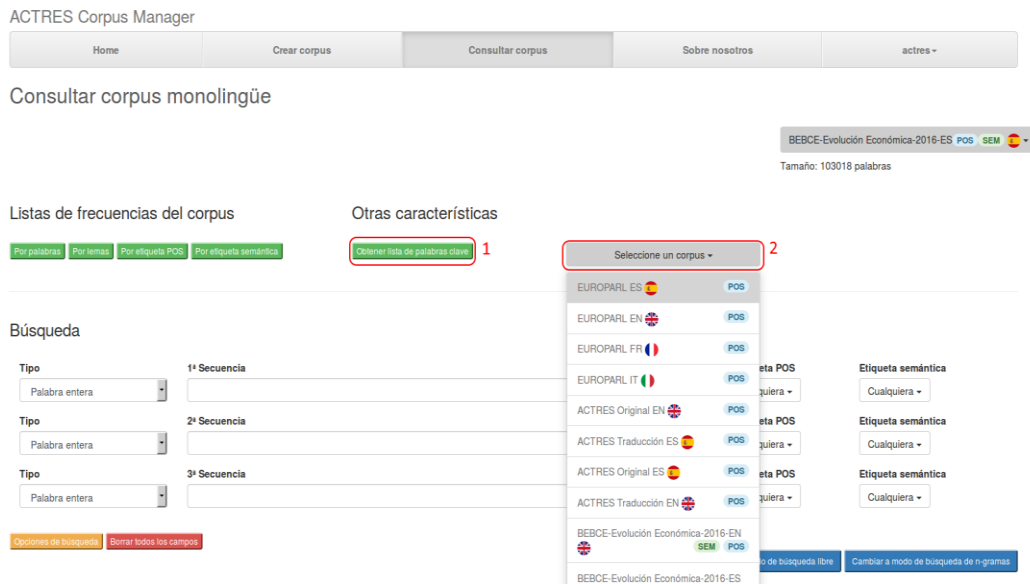 ACTRES Corpus Manager
Home Crear corpus Consultar corpus Sobre nosotros actres
Consultar corpus monolingüe
BEBCE-Evolución Económica-2016-ES POS SEM
Tamaño: 103018 palabras
Listas de frecuencias del corpus Otras características
Por palabras Por lemas Por etiqueta POS Por etiqueta semántica Obtener lista de palabras clave 1 Seleccione un corpus 2
EUROPARL ES POS
EUROPARL EN POS
Búsqueda
EUROPARL FR POS
Tipo 1ª Secuencia eta POS Etiqueta semántica
EUROPARL IT POS
Palabra entera quiera Cualquiera
ACTRES Original EN POS
Tipo 2ª Secuencia eta POS Etiqueta semántica
ACTRES Traducción ES POS
Palabra entera quiera Cualquiera
ACTRES Original ES POS
Tipo 3ª Secuencia eta POS Etiqueta semántica
ACTRES Traducción EN POS
Palabra entera quiera Cualquiera
BEBCE-Evolución Económica-2016-EN
SEM POS
Opciones de búsqueda Borrar todos los campos
o de búsqueda libre Cambiar a modo de búsqueda de n-gramas
BEBCE-Evolución Económica-2016-ES